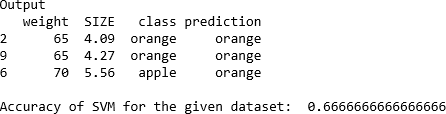 Output
weight SIZE class prediction
2 65 4.09 orange orange
9 65 4.27 orange orange
6 70 5.56 apple orange
Accuracy of SVM for the given dataset: 0.6666666666666666